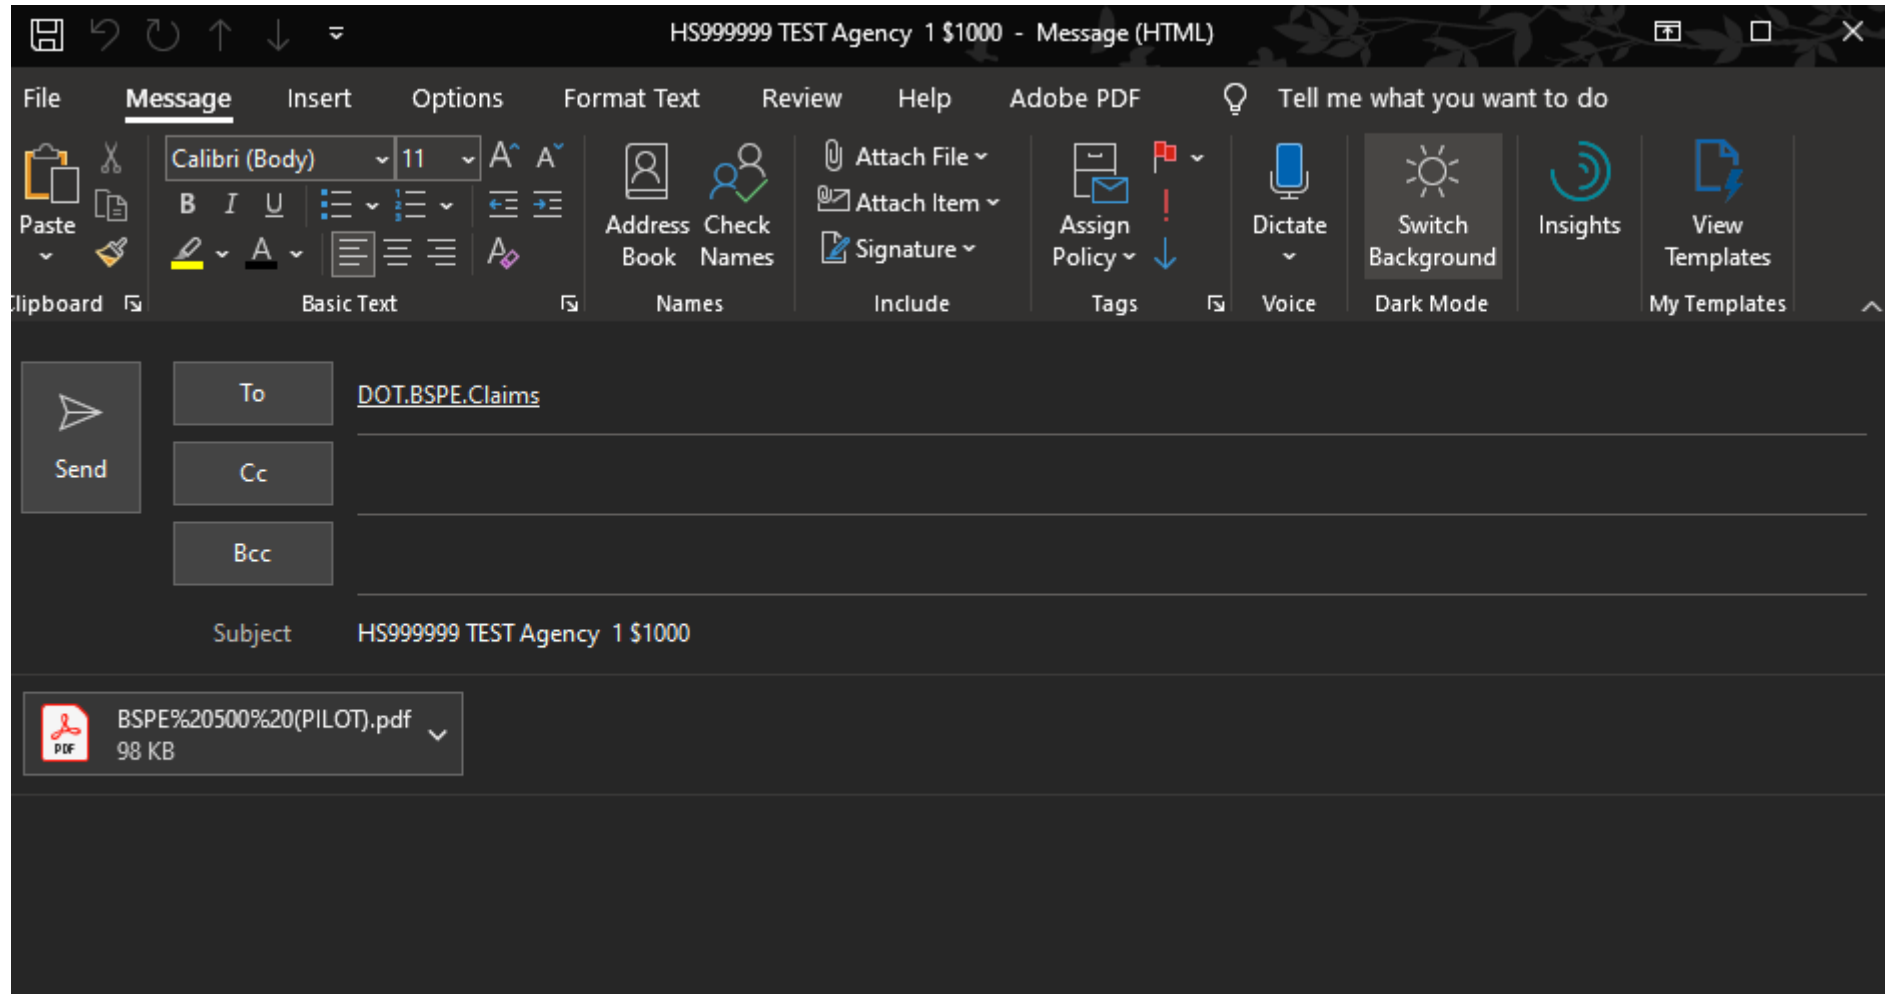 HS999999 TEST Agency  1 $1000  -  Message (HTML)
File Message Insert Options Format Text Review Help Adobe PDF Tell me what you want to do
Calibri (Body) 11 Attach File
B I U Attach Item
Paste Address Check Assign Dictate Switch Insights View
A Book Names Signature Policy Background Templates
lipboard Basic Text Names Include Tags Voice Dark Mode My Templates
To DOT.BSPE.Claims
Send Cc
Bcc
Subject HS999999 TEST Agency  1 $1000
BSPE%20500%20(PILOT).pdf
PDF 98 KB